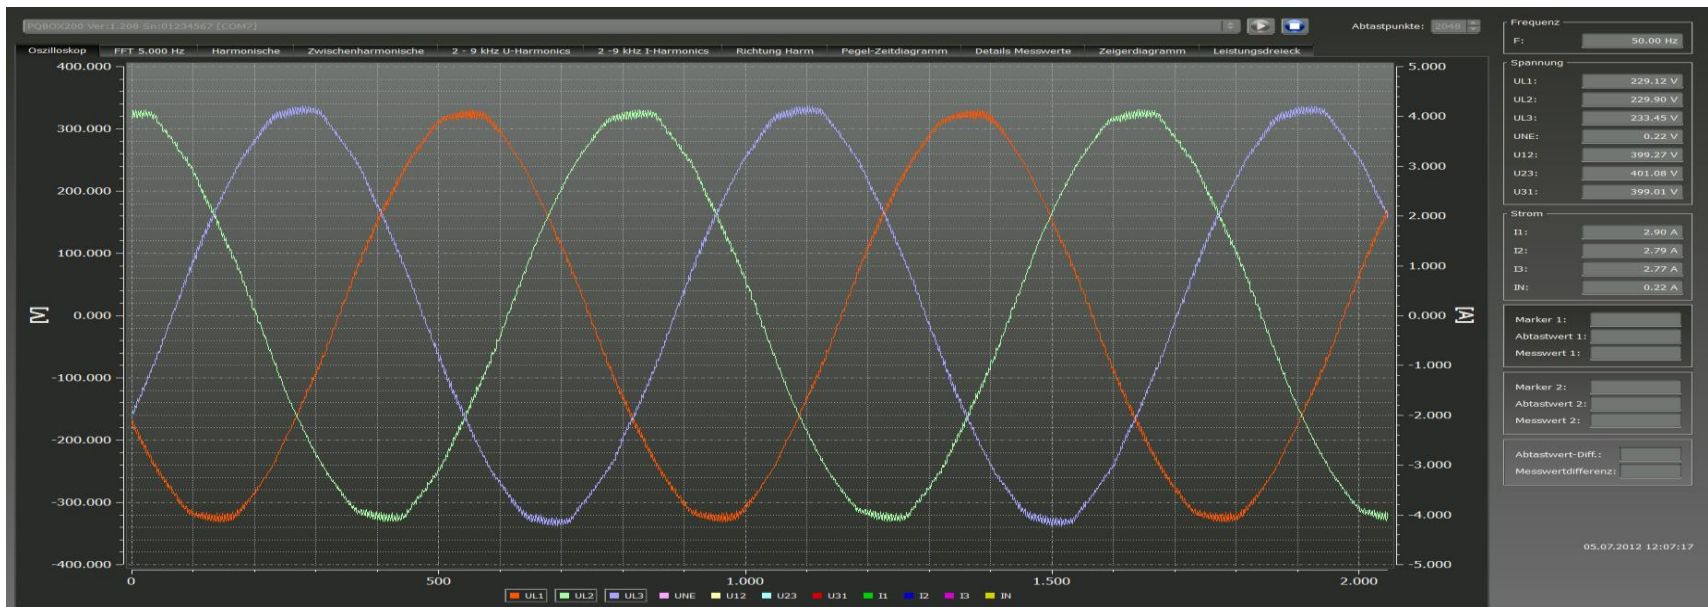 PQBOX200 Ver:1.208 Sn:01234567 [COM7]
Abtastpunkte: 2048
Oszilloskop FFT 5.000 Hz Harmonische Zwischenharmonische 2 - 9 kHz U-Harmonics 2 -9 kHz I-Harmonics Richtung Harm Pegel-Zeitdiagramm Details Messwerte Zeigerdiagramm Leistungsdreieck
400.000
300.000
200.000
100.000
0.000
-100.000
-200.000
-300.000
-400.000
[V]
5.000
4.000
3.000
2.000
1.000
0.000
-1.000
-2.000
-3.000
-4.000
-5.000
[A]
0 500 1.000 1.500 2.000
UL1 UL2 UL3 UNE U12 U23 U31 I1 I2 I3 IN
Frequenz
F: 50.00 Hz
Spannung
UL1: 229.12 V
UL2: 229.90 V
UL3: 233.45 V
UNE: 0.22 V
U12: 399.27 V
U23: 401.08 V
U31: 399.01 V
Strom
I1: 2.90 A
I2: 2.79 A
I3: 2.77 A
IN: 0.22 A
Marker 1:
Abtastwert 1:
Messwert 1:
Marker 2:
Abtastwert 2:
Messwert 2:
Abtastwert-Diff.:
Messwertdifferenz:
05.07.2012 12:07:17